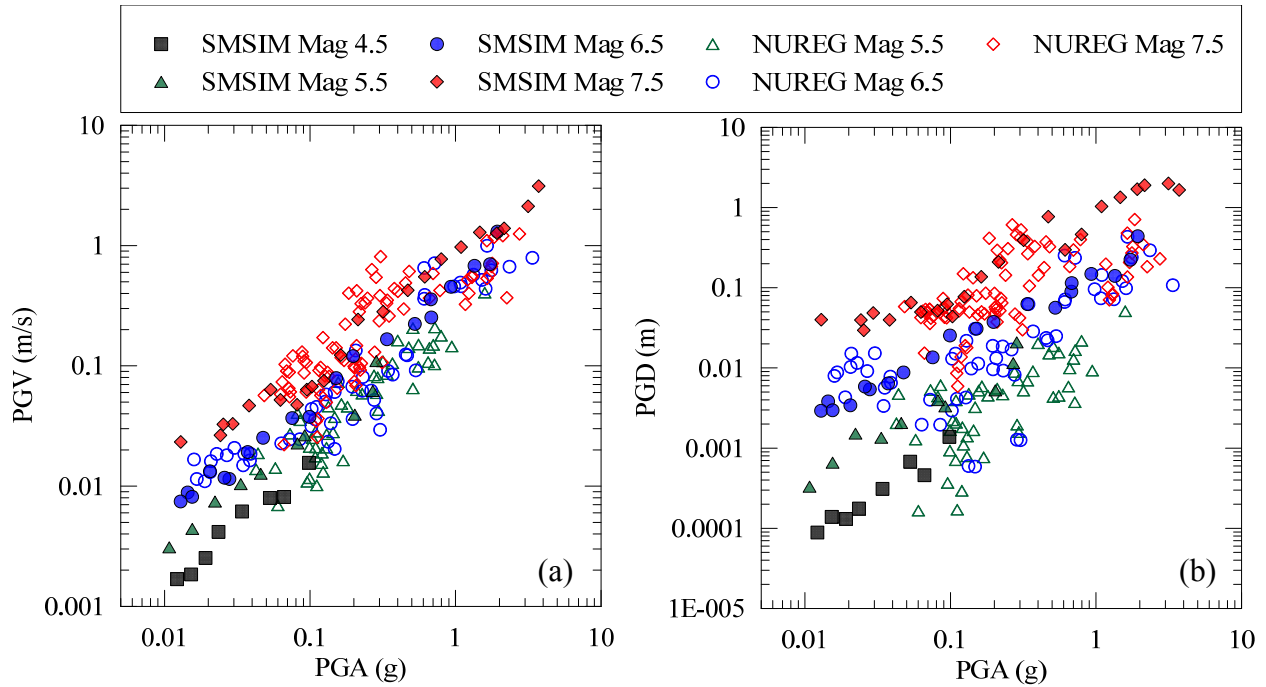 SMSIM Mag 4.5 SMSIM Mag 6.5 NUREG Mag 5.5 NUREG Mag 7.5
SMSIM Mag 5.5 SMSIM Mag 7.5 NUREG Mag 6.5
10
1
0.1
0.01
0.001
PGV (m/s)
0.01 0.1 1 10
PGA (g)
(a)
10
1
0.1
0.01
0.001
0.0001
1E-005
PGD (m)
0.01 0.1 1 10
PGA (g)
(b)